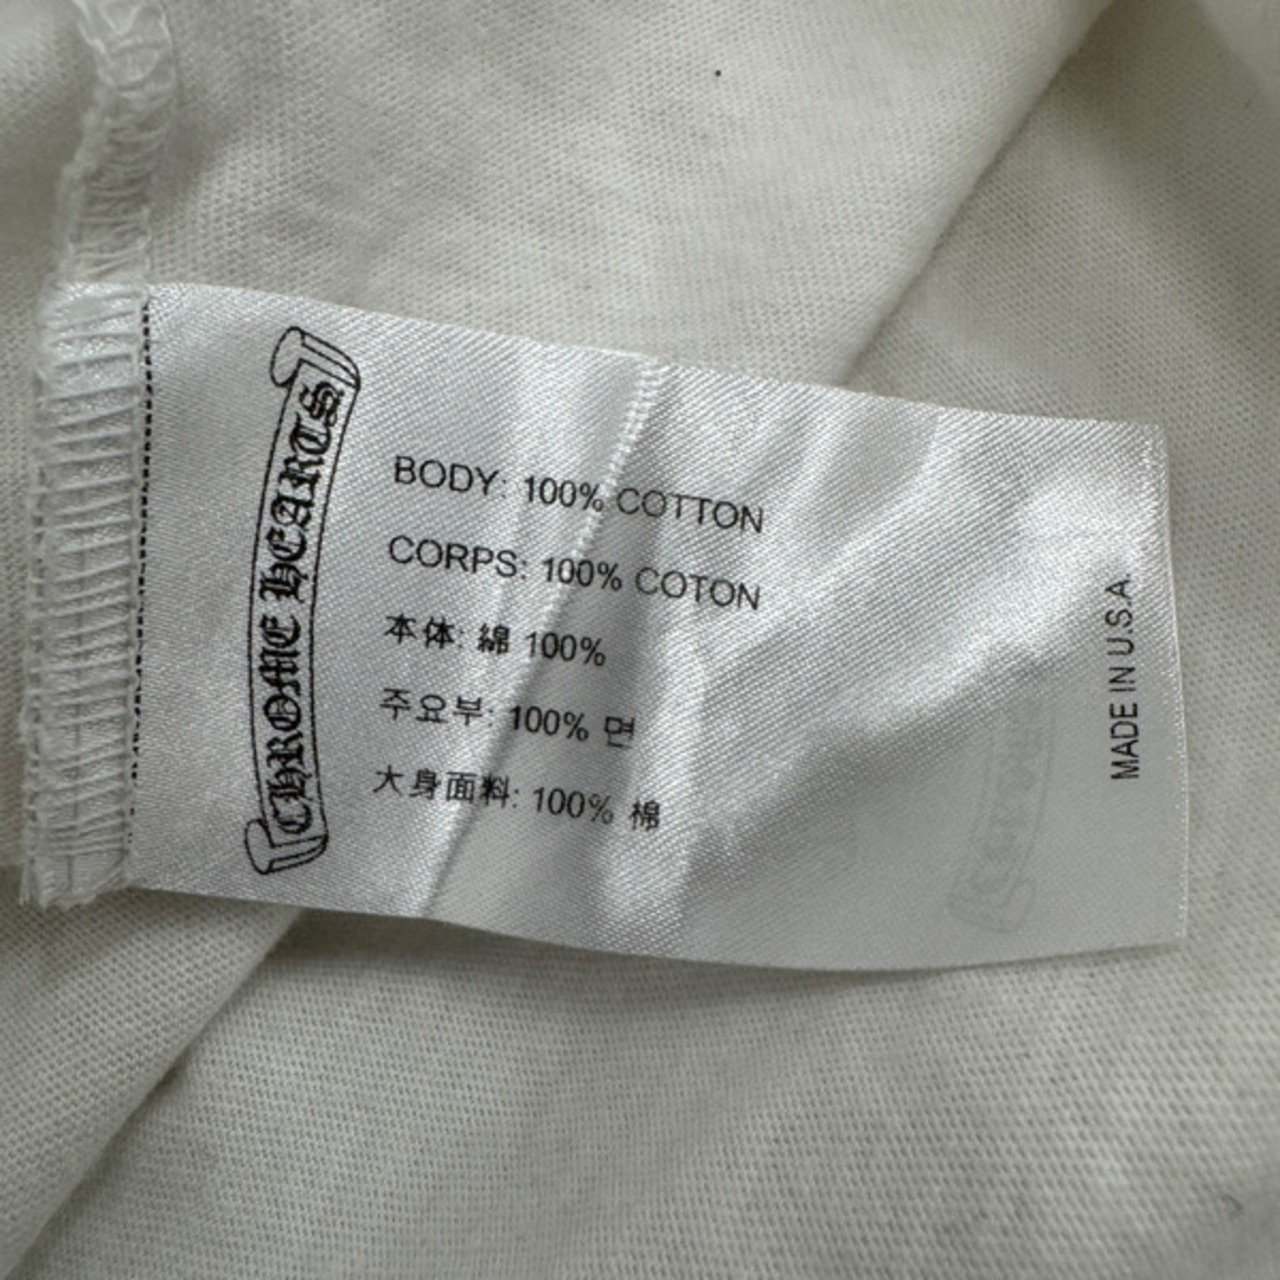 CHROME HEARTS
BODY: 100% COTTON
CORPS: 100% COTON
本体: 綿 100%
주요부: 100% 면
大身面料: 100% 棉
MADE IN U.S.A.